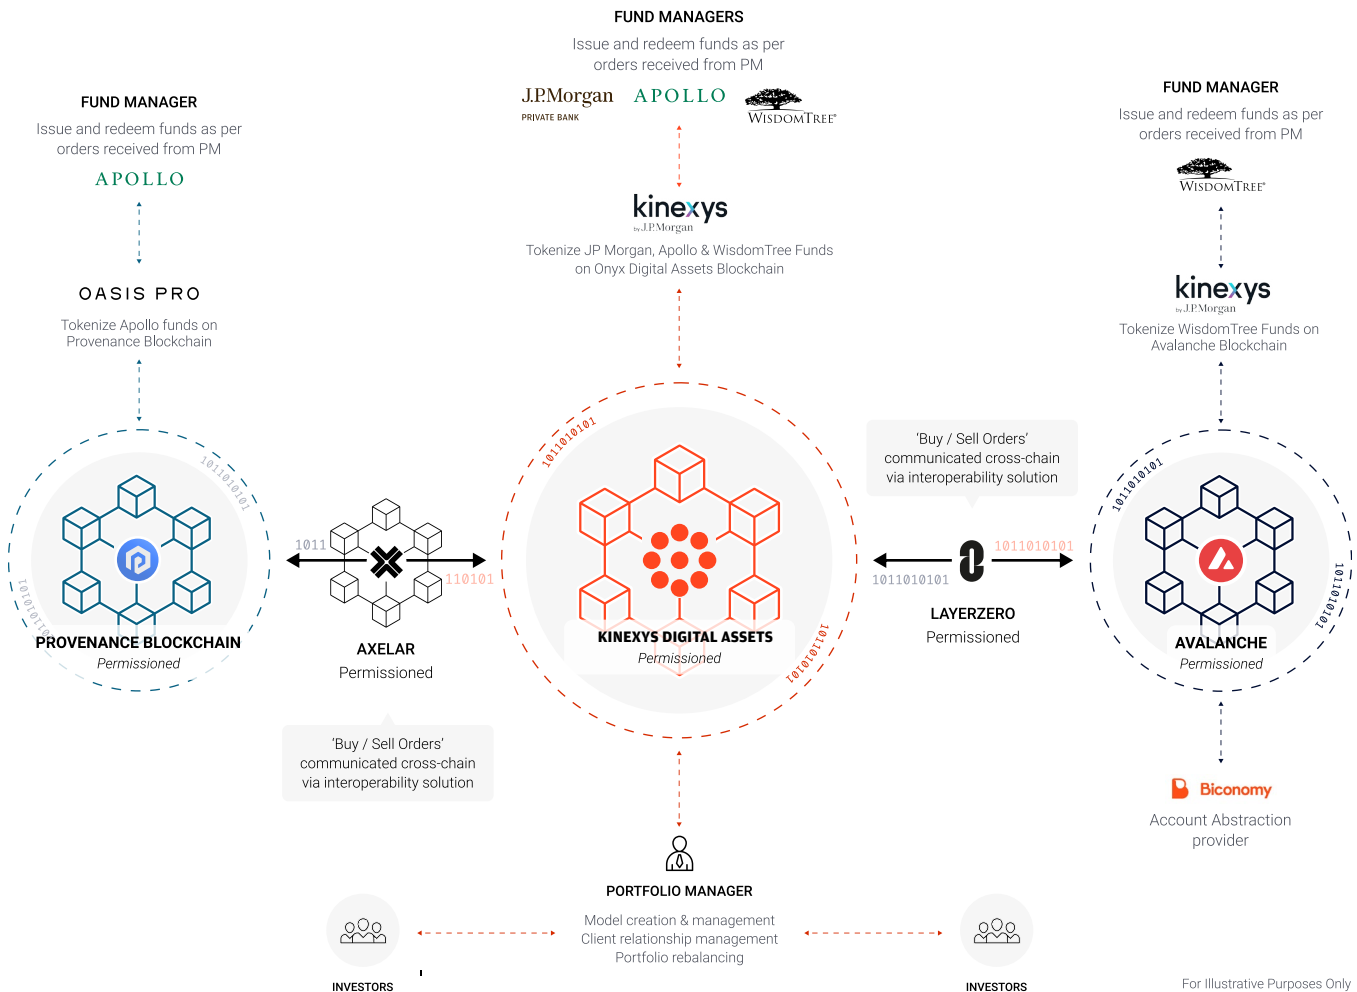 FUND MANAGERS
Issue and redeem funds as per
orders received from PM
J.P.Morgan
PRIVATE BANK
APOLLO
WISDOMTREE®
kinexys
by J.P.Morgan
Tokenize JP Morgan, Apollo & WisdomTree Funds
on Onyx Digital Assets Blockchain
FUND MANAGER
Issue and redeem funds as per
orders received from PM
APOLLO
OASIS PRO
Tokenize Apollo funds on
Provenance Blockchain
FUND MANAGER
Issue and redeem funds as per
orders received from PM
WISDOMTREE®
kinexys
by J.P.Morgan
Tokenize WisdomTree Funds on
Avalanche Blockchain
1011010101
1011010101
PROVENANCE BLOCKCHAIN
Permissioned
1011
110101
AXELAR
Permissioned
'Buy / Sell Orders'
communicated cross-chain
via interoperability solution
1011010101
1011010101
KINEXYS DIGITAL ASSETS
Permissioned
'Buy / Sell Orders'
communicated cross-chain
via interoperability solution
1011010101
1011010101
LAYERZERO
Permissioned
1011010101
1011010101
AVALANCHE
Permissioned
Biconomy
Account Abstraction
provider
PORTFOLIO MANAGER
Model creation & management
Client relationship management
Portfolio rebalancing
INVESTORS
INVESTORS
For Illustrative Purposes Only